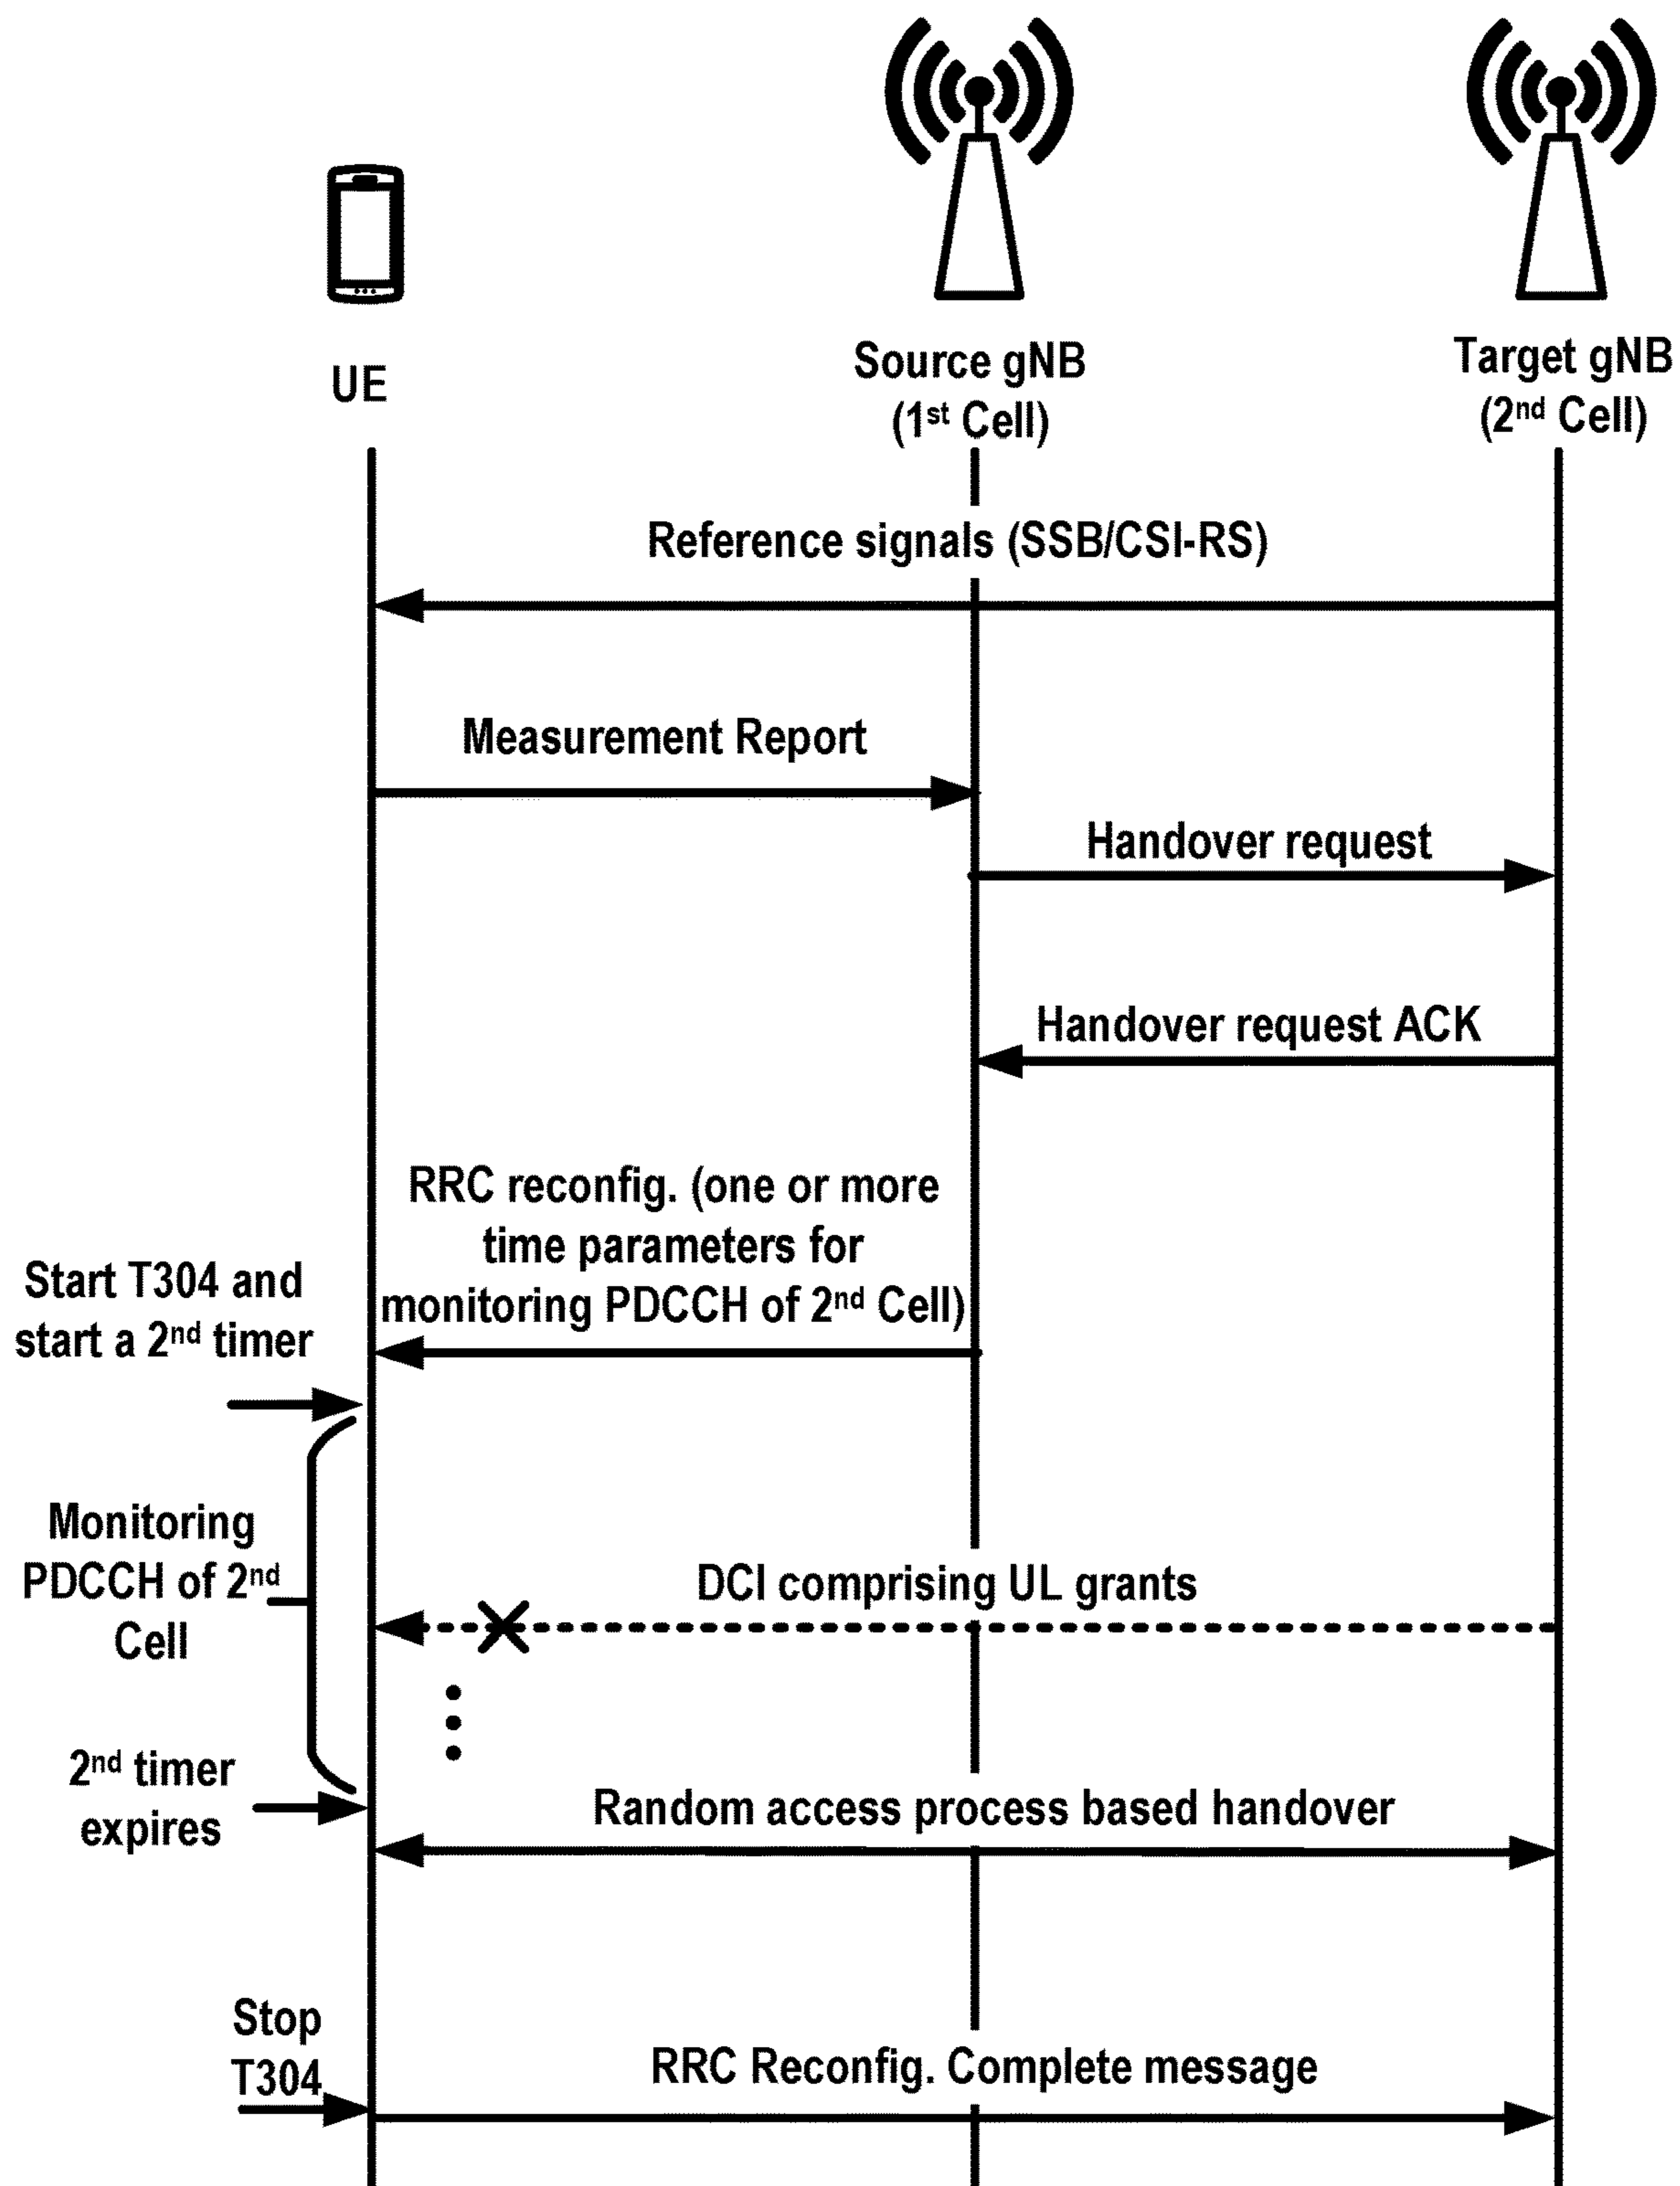 UE
Source gNB
(1st Cell)
Target gNB
(2nd Cell)
Reference signals (SSB/CSI-RS)
Measurement Report
Handover request
Handover request ACK
RRC reconfig. (one or more
time parameters for
monitoring PDCCH of 2nd Cell)
Start T304 and
start a 2nd timer
Monitoring
PDCCH of 2nd
Cell
DCI comprising UL grants
2nd timer
expires
Random access process based handover
Stop
T304
RRC Reconfig. Complete message